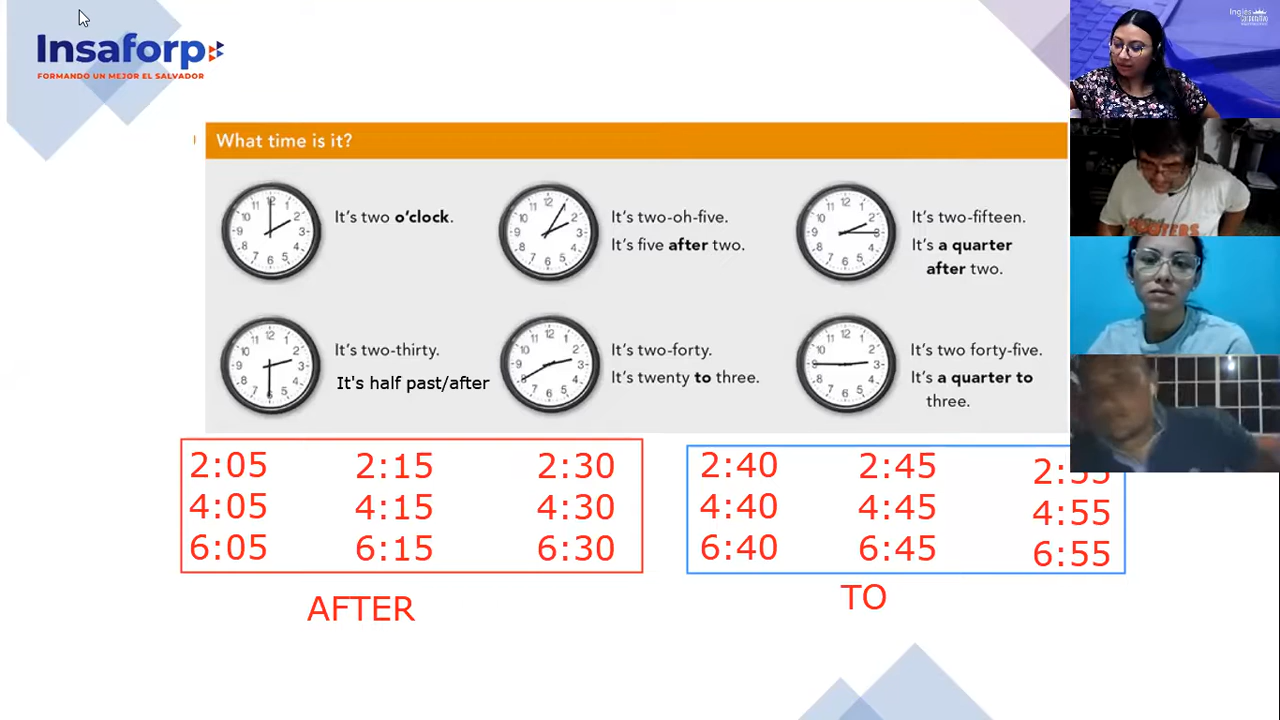 Insaforp
FORMANDO UN MEJOR EL SALVADOR
What time is it?
It's two o'clock.
It's two-oh-five.
It's five after two.
It's two-fifteen.
It's a quarter
after two.
It's two-thirty.
It's half past/after
It's two-forty.
It's twenty to three.
It's two forty-five.
It's a quarter to
three.
2:05 2:15 2:30
4:05 4:15 4:30
6:05 6:15 6:30
AFTER
2:40 2:45 2:55
4:40 4:45 4:55
6:40 6:45 6:55
TO
Inglés